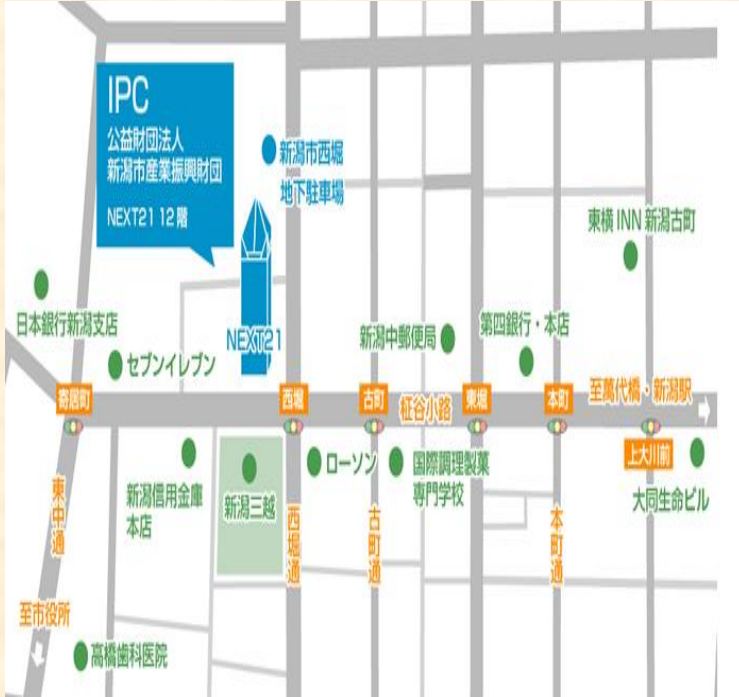 IPC
公益財団法人
新潟市産業振興財団
NEXT21 12階
新潟市西堀
地下駐車場
東横 INN 新潟古町
日本銀行新潟支店
セブンイレブン
NEXT21
新潟中郵便局
第四銀行・本店
寄居町
西堀
古町
柾谷小路
東堀
本町
至萬代橋・新潟駅
上大川前
東中通
新潟信用金庫
本店
新潟三越
西堀通
ローソン
古町通
国際調理製菓
専門学校
本町通
大同生命ビル
至市役所
高橋歯科医院